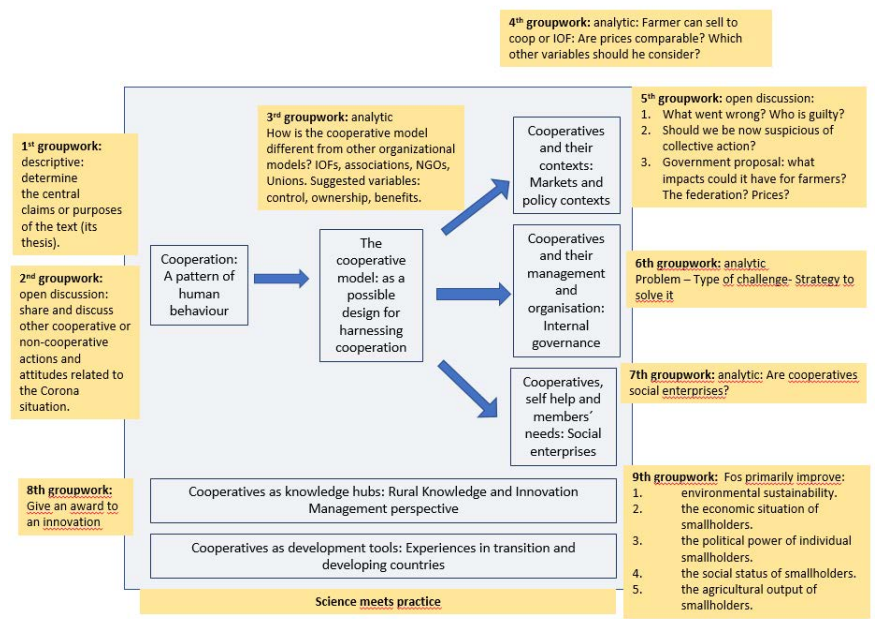 4th groupwork: analytic: Farmer can sell to
coop or IOF: Are prices comparable? Which
other variables should he consider?
5th groupwork: open discussion:
1. What went wrong? Who is guilty?
2. Should we be now suspicious of
collective action?
3. Government proposal: what
impacts could it have for farmers?
The federation? Prices?
3rd groupwork: analytic
How is the cooperative model
different from other organizational
models? IOFs, associations, NGOs,
Unions. Suggested variables:
control, ownership, benefits.
Cooperatives
and their
contexts:
Markets and
policy contexts
1st groupwork:
descriptive:
determine
the central
claims or purposes
of the text (its
thesis).
Cooperation:
A pattern of
human
behaviour
The
cooperative
model: as a
possible
design for
harnessing
cooperation
Cooperatives
and their
management
and
organisation:
Internal
governance
6th groupwork: analytic
Problem – Type of challenge- Strategy to
solve it
2nd groupwork:
open discussion:
share and discuss
other cooperative or
non-cooperative
actions and
attitudes related to
the Corona
situation.
Cooperatives,
self help and
members´
needs: Social
enterprises
7th groupwork: analytic: Are cooperatives
social enterprises?
8th groupwork:
Give an award to
an innovation
Cooperatives as knowledge hubs: Rural Knowledge and Innovation
Management perspective
9th groupwork: Fos primarily improve:
1. environmental sustainability.
2. the economic situation of
smallholders.
3. the political power of individual
smallholders.
4. the social status of smallholders.
5. the agricultural output of
smallholders.
Cooperatives as development tools: Experiences in transition and
developing countries
Science meets practice